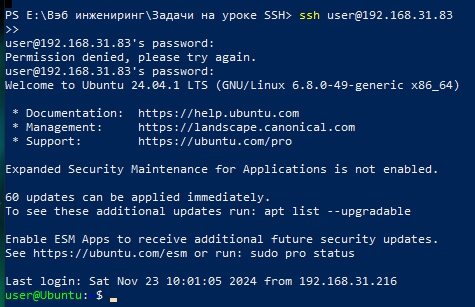 PS E:\Вэб инжениринг\Задачи на уроке SSH> ssh user@192.168.31.83
>>
user@192.168.31.83's password:
Permission denied, please try again.
user@192.168.31.83's password:
Welcome to Ubuntu 24.04.1 LTS (GNU/Linux 6.8.0-49-generic x86_64)
* Documentation: https://help.ubuntu.com
* Management: https://landscape.canonical.com
* Support: https://ubuntu.com/pro
Expanded Security Maintenance for Applications is not enabled.
60 updates can be applied immediately.
To see these additional updates run: apt list --upgradable
Enable ESM Apps to receive additional future security updates.
See https://ubuntu.com/esm or run: sudo pro status
Last login: Sat Nov 23 10:01:05 2024 from 192.168.31.216
user@Ubuntu: $